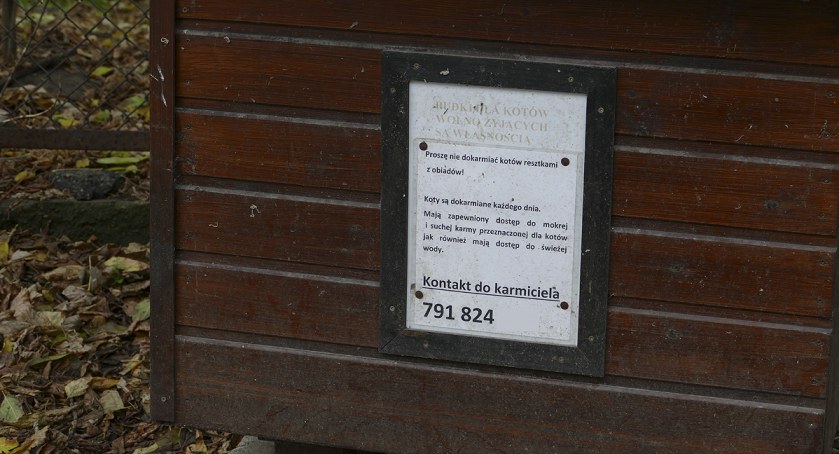 BUDKI DLA KOTÓW
WOLNO ŻYJĄCYCH
SĄ WŁASNOŚCIĄ
Proszę nie dokarmiać kotów resztkami
z obiadów!
Koty są dokarmiane każdego dnia.
Mają zapewniony dostęp do mokrej
i suchej karmy przeznaczonej dla kotów
jak również mają dostęp do świeżej
wody.
Kontakt do karmiciela
791 824